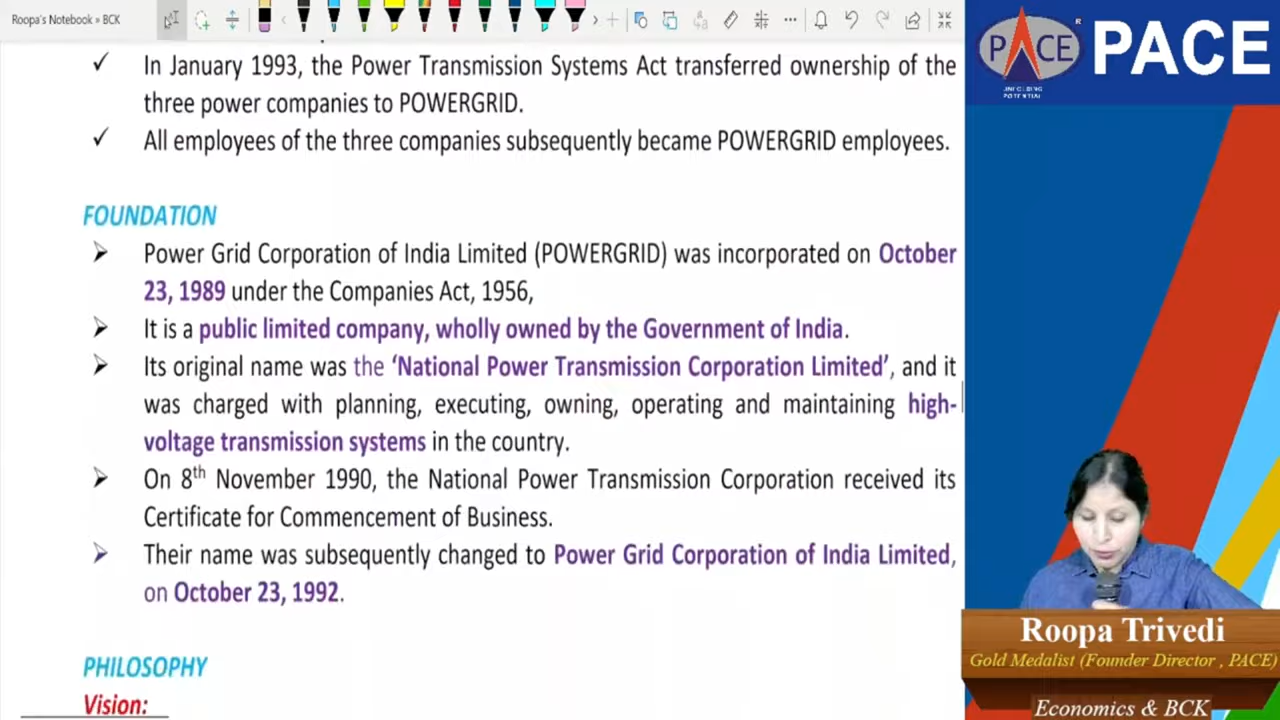 Roopa's Notebook » BCK
✓ In January 1993, the Power Transmission Systems Act transferred ownership of the
three power companies to POWERGRID.
✓ All employees of the three companies subsequently became POWERGRID employees.
FOUNDATION
➢ Power Grid Corporation of India Limited (POWERGRID) was incorporated on October
23, 1989 under the Companies Act, 1956,
➢ It is a public limited company, wholly owned by the Government of India.
➢ Its original name was the ‘National Power Transmission Corporation Limited’, and it
was charged with planning, executing, owning, operating and maintaining high-
voltage transmission systems in the country.
➢ On 8th November 1990, the National Power Transmission Corporation received its
Certificate for Commencement of Business.
➢ Their name was subsequently changed to Power Grid Corporation of India Limited,
on October 23, 1992.
PHILOSOPHY
Vision:
PACE
®
UNFOLDING
POTENTIAL
PACE
Roopa Trivedi
Gold Medalist (Founder Director , PACE)
Economics & BCK